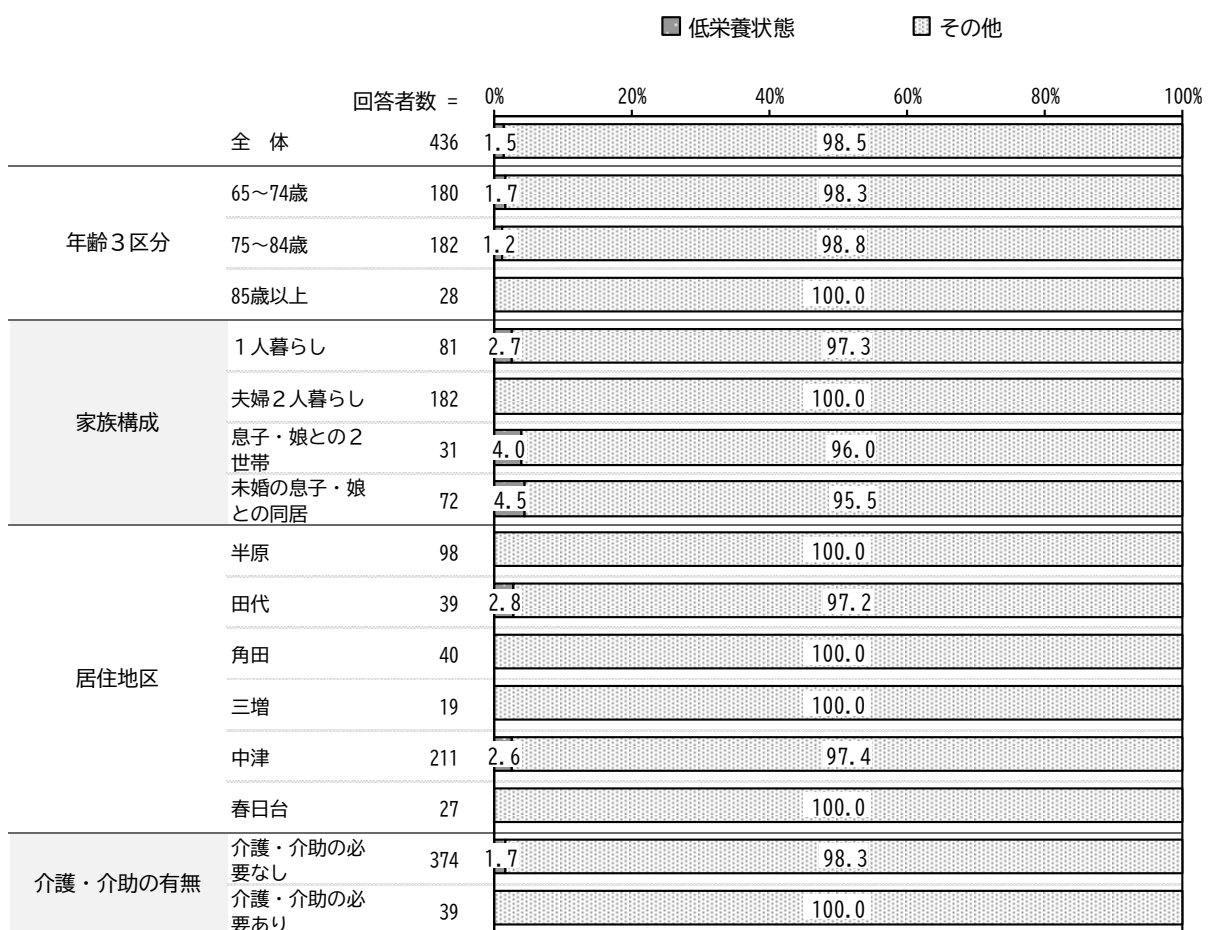 低栄養状態 その他
回答者数 = 0% 20% 40% 60% 80% 100%
全 体 436 1.5 98.5
65～74歳 180 1.7 98.3
年齢３区分 75～84歳 182 1.2 98.8
85歳以上 28 100.0
１人暮らし 81 2.7 97.3
夫婦２人暮らし 182 100.0
家族構成
息子・娘との２
世帯 31 4.0 96.0
未婚の息子・娘
との同居 72 4.5 95.5
半原 98 100.0
田代 39 2.8 97.2
角田 40 100.0
居住地区
三増 19 100.0
中津 211 2.6 97.4
春日台 27 100.0
介護・介助の必
要なし 374 1.7 98.3
介護・介助の有無
介護・介助の必
要あり 39 100.0